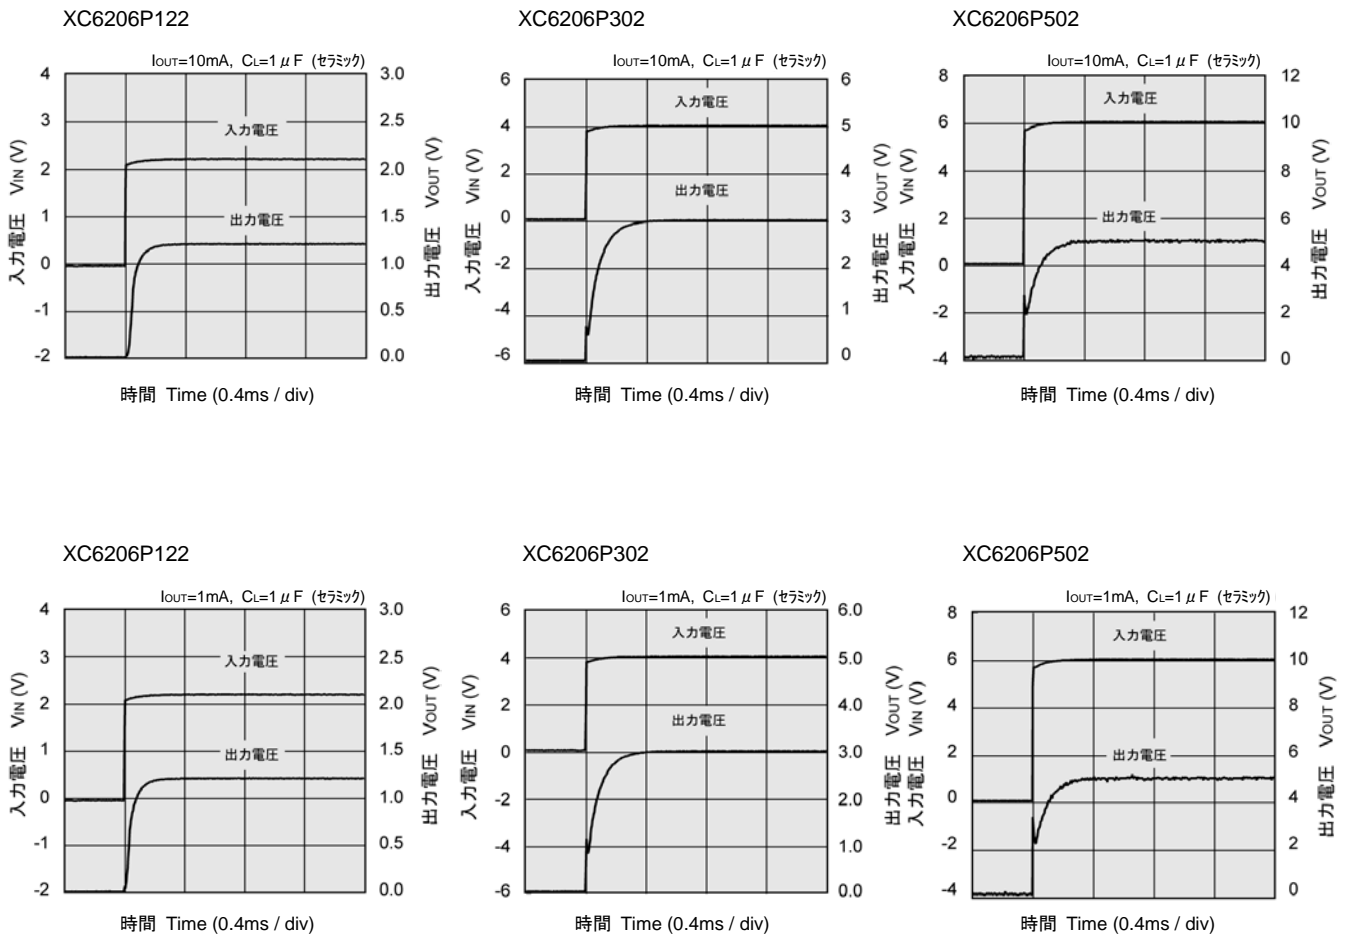 XC6206P122
IOUT=10mA, CL=1μF (セラミック)
4
3
2
1
0
-1
-2
入力電圧 VIN (V)
入力電圧
出力電圧
3.0
2.5
2.0
1.5
1.0
0.5
0.0
出力電圧 VOUT (V)
時間 Time (0.4ms / div)
XC6206P302
IOUT=10mA, CL=1μF (セラミック)
6
4
2
0
-2
-4
-6
入力電圧 VIN (V)
入力電圧
出力電圧
6
5
4
3
2
1
0
出力電圧 VOUT (V)
時間 Time (0.4ms / div)
XC6206P502
IOUT=10mA, CL=1μF (セラミック)
8
6
4
2
0
-2
-4
入力電圧 VIN (V)
入力電圧
出力電圧
12
10
8
6
4
2
0
出力電圧 VOUT (V)
時間 Time (0.4ms / div)
XC6206P122
IOUT=1mA, CL=1μF (セラミック)
4
3
2
1
0
-1
-2
入力電圧 VIN (V)
入力電圧
出力電圧
3.0
2.5
2.0
1.5
1.0
0.5
0.0
出力電圧 VOUT (V)
時間 Time (0.4ms / div)
XC6206P302
IOUT=1mA, CL=1μF (セラミック)
6
4
2
0
-2
-4
-6
入力電圧 VIN (V)
入力電圧
出力電圧
6.0
5.0
4.0
3.0
2.0
1.0
0.0
出力電圧 VOUT (V)
時間 Time (0.4ms / div)
XC6206P502
IOUT=1mA, CL=1μF (セラミック)
8
6
4
2
0
-2
-4
入力電圧 VIN (V)
入力電圧
出力電圧
12
10
8
6
4
2
0
出力電圧 VOUT (V)
時間 Time (0.4ms / div)